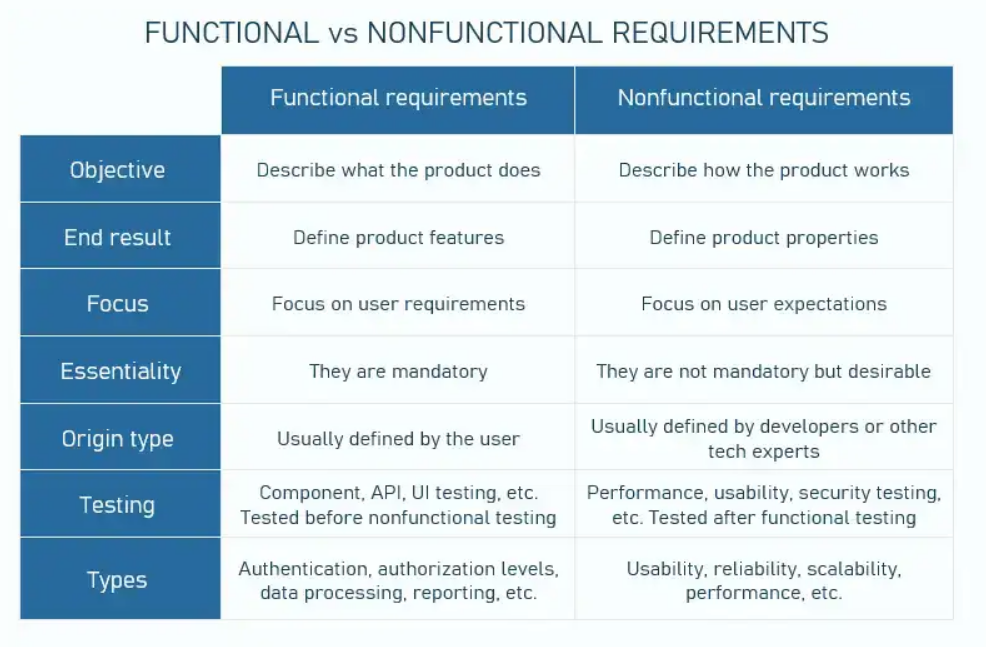 FUNCTIONAL vs NONFUNCTIONAL REQUIREMENTS
Functional requirements
Nonfunctional requirements
Objective
Describe what the product does
Describe how the product works
End result
Define product features
Define product properties
Focus
Focus on user requirements
Focus on user expectations
Essentiality
They are mandatory
They are not mandatory but desirable
Origin type
Usually defined by the user
Usually defined by developers or other
tech experts
Testing
Component, API, UI testing, etc.
Tested before nonfunctional testing
Performance, usability, security testing,
etc. Tested after functional testing
Types
Authentication, authorization levels,
data processing, reporting, etc.
Usability, reliability, scalability,
performance, etc.